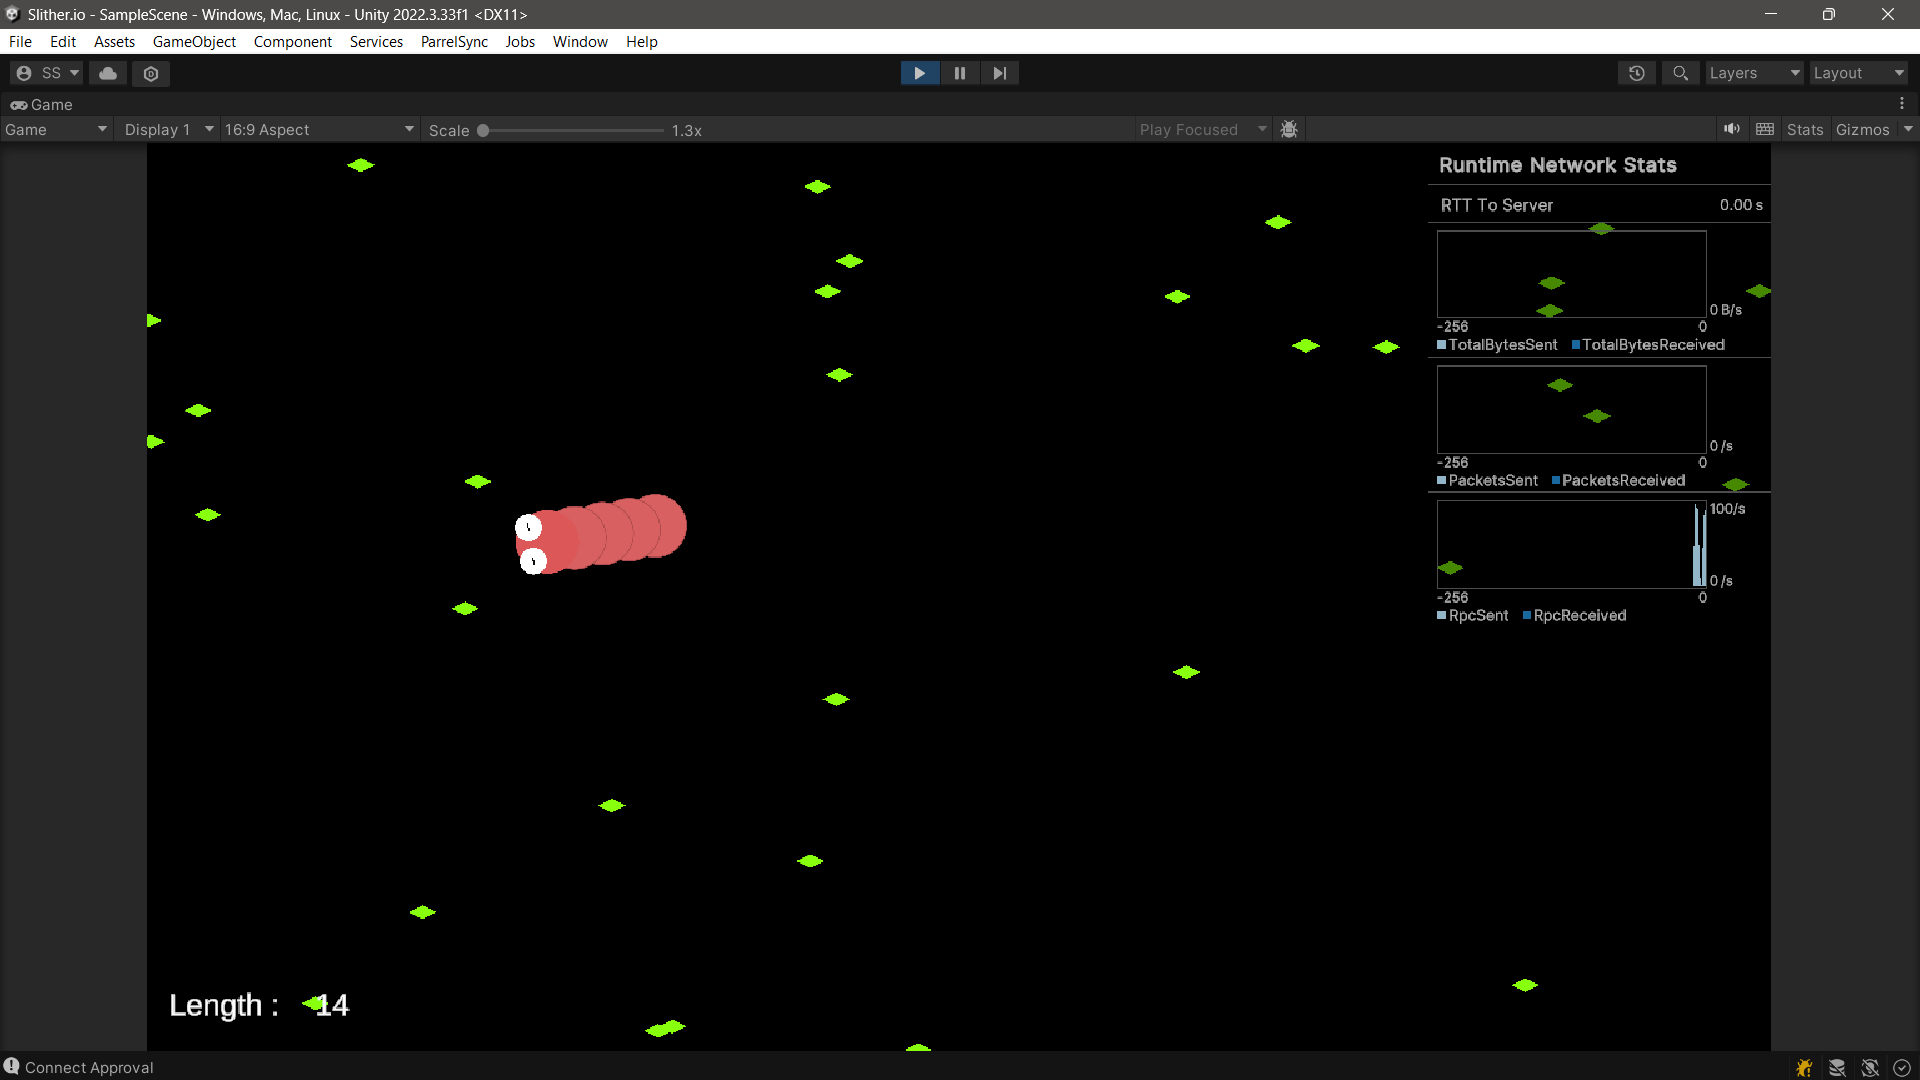 Slither.io - SampleScene - Windows, Mac, Linux - Unity 2022.3.33f1 <DX11>
File Edit Assets GameObject Component Services ParrelSync Jobs Window Help
SS Layers Layout
Game
Game Display 1 16:9 Aspect Scale 1.3x Play Focused Stats Gizmos
Runtime Network Stats
RTT To Server 0.00 s
0 B/s
-256 0
TotalBytesSent TotalBytesReceived
0 /s
-256 0
PacketsSent PacketsReceived
100/s
0 /s
-256 0
RpcSent RpcReceived
Length : 14
Connect Approval